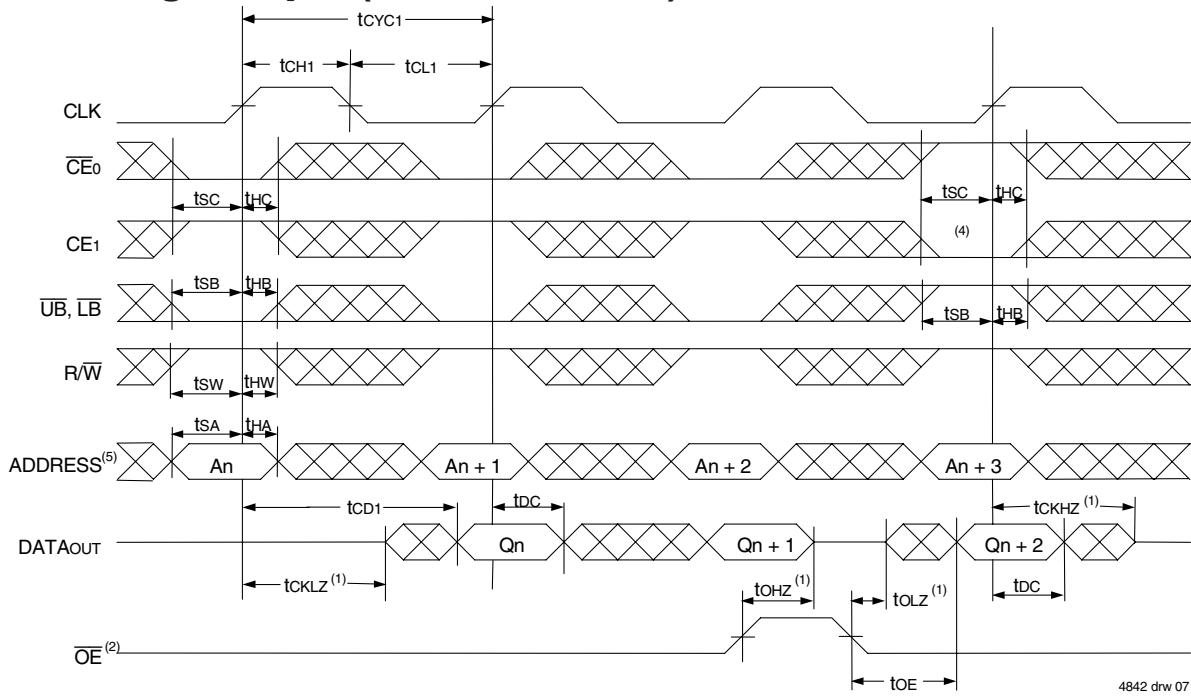 tCYC1
tCH1 tCL1
CLK
CE0
tSC tHC tSC tHC
CE1 (4)
tSB tHB
UB, LB
tSB tHB
R/W
tSW tHW
tSA tHA
ADDRESS(5) An An + 1 An + 2 An + 3
tCD1 tDC tCKHZ (1)
DATAOUT Qn Qn + 1 Qn + 2
tCKLZ (1) tOHZ (1) tOLZ (1) tDC
OE (2)
tOE
4842 drw 07